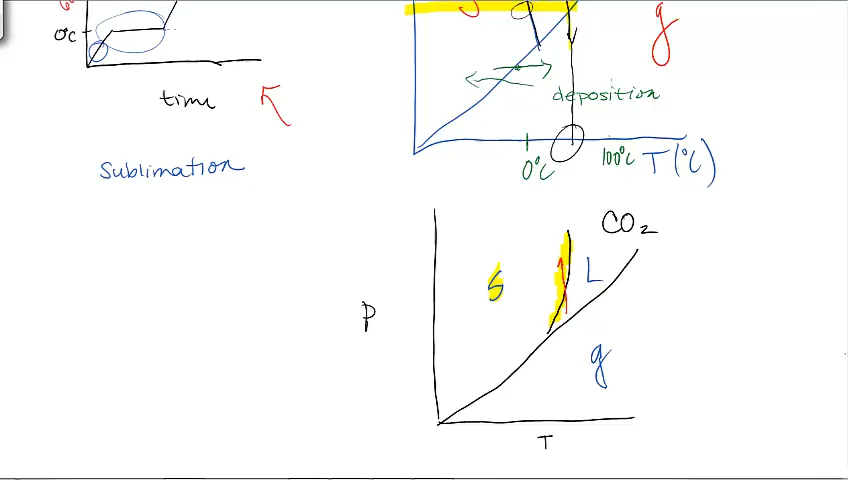 0°C
time
g
deposition
0°C
100°C
T (°C)
Sublimation
CO₂
S
L
P
g
T